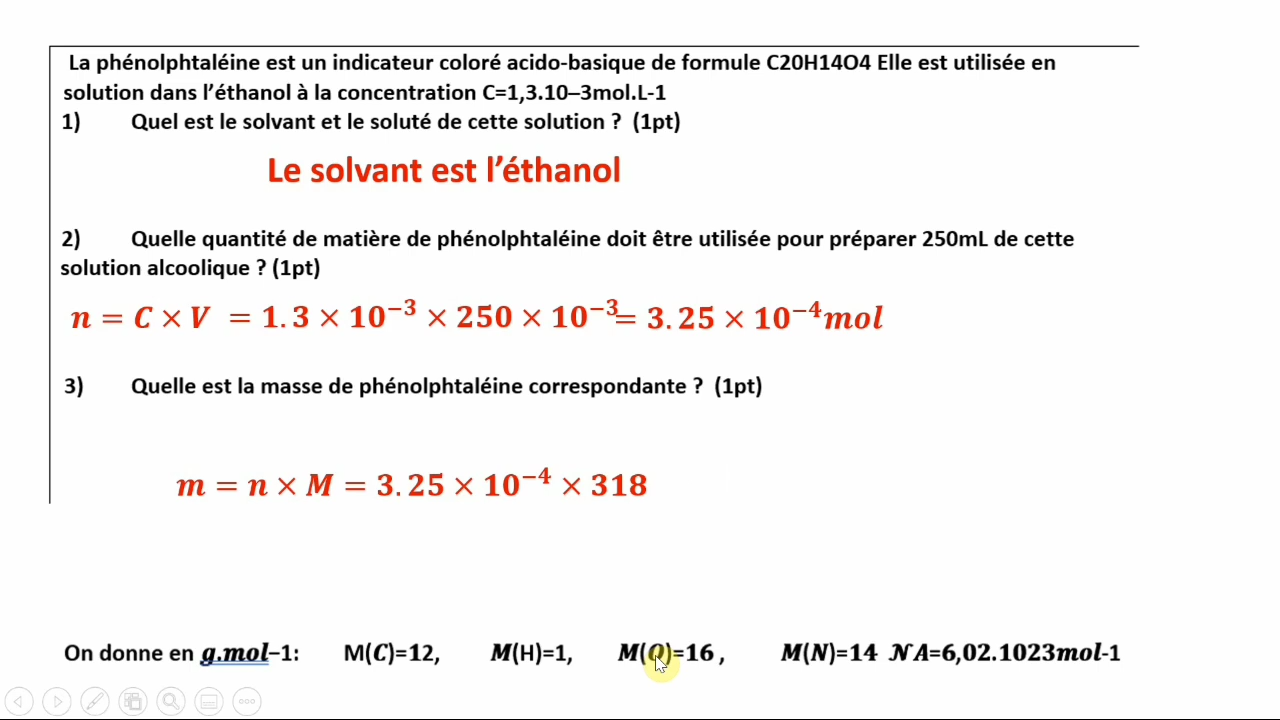 La phénolphtaléine est un indicateur coloré acido-basique de formule C20H14O4 Elle est utilisée en
solution dans l’éthanol à la concentration C=1,3.10–3mol.L-1
1) Quel est le solvant et le soluté de cette solution ? (1pt)
Le solvant est l’éthanol
2) Quelle quantité de matière de phénolphtaléine doit être utilisée pour préparer 250mL de cette
solution alcoolique ? (1pt)
n = C × V = 1.3 × 10⁻³ × 250 × 10⁻³ = 3.25 × 10⁻⁴ mol
3) Quelle est la masse de phénolphtaléine correspondante ? (1pt)
m = n × M = 3.25 × 10⁻⁴ × 318
On donne en g.mol–1: M(C)=12, M(H)=1, M(O)=16 , M(N)=14 NA=6,02.1023mol-1